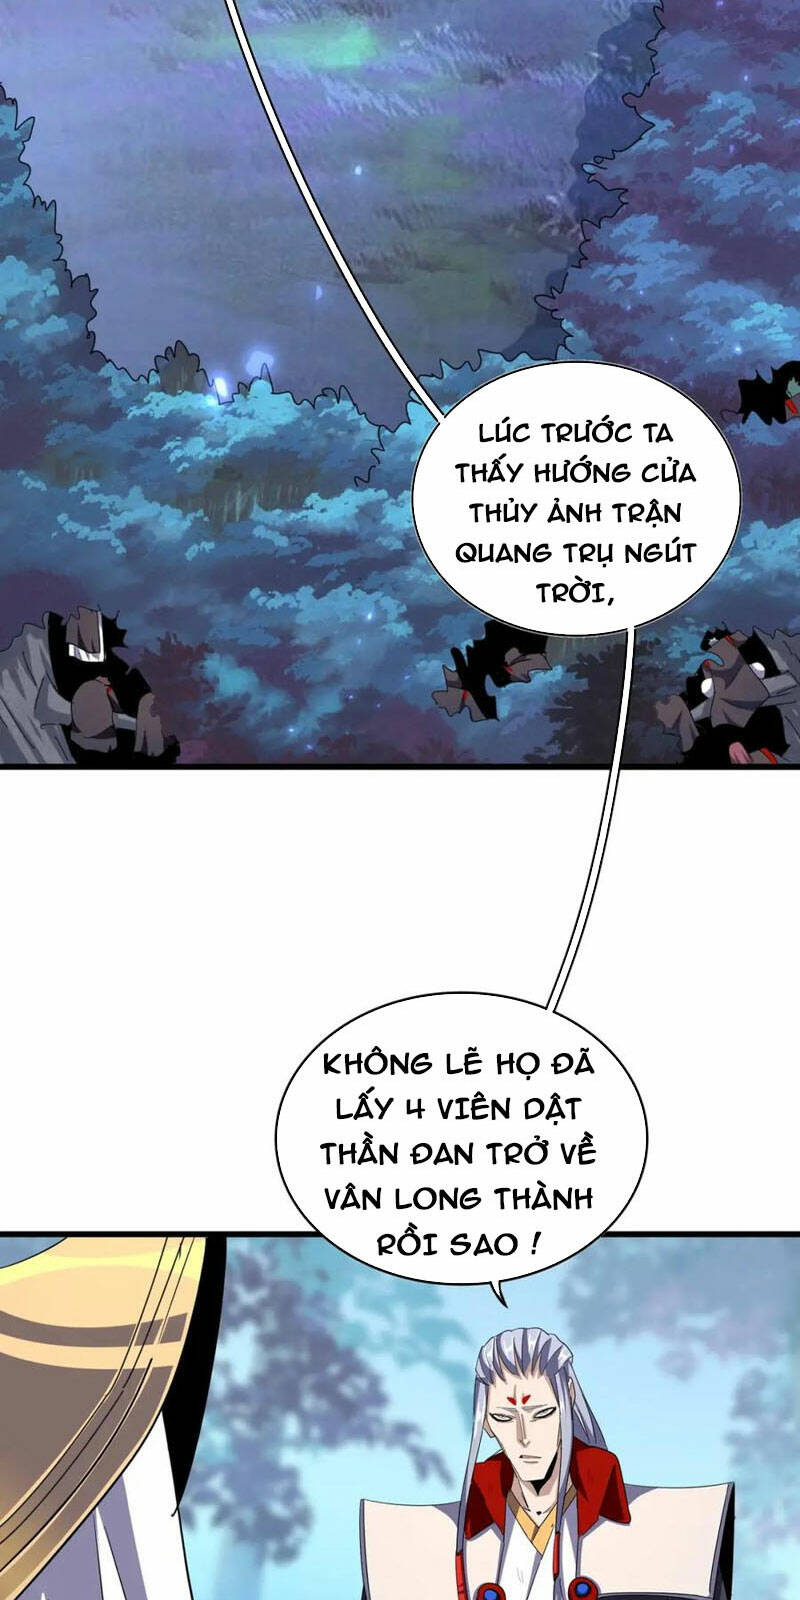 LÚC TRƯỚC TA
THẤY HƯỚNG CỬA
THỦY ẢNH TRẬN
QUANG TRỤ NGÚT
TRỜI,
KHÔNG LẼ HỌ ĐÃ
LẤY 4 VIÊN DẬT
THẦN ĐAN TRỞ VỀ
VÂN LONG THÀNH
RỒI SAO !